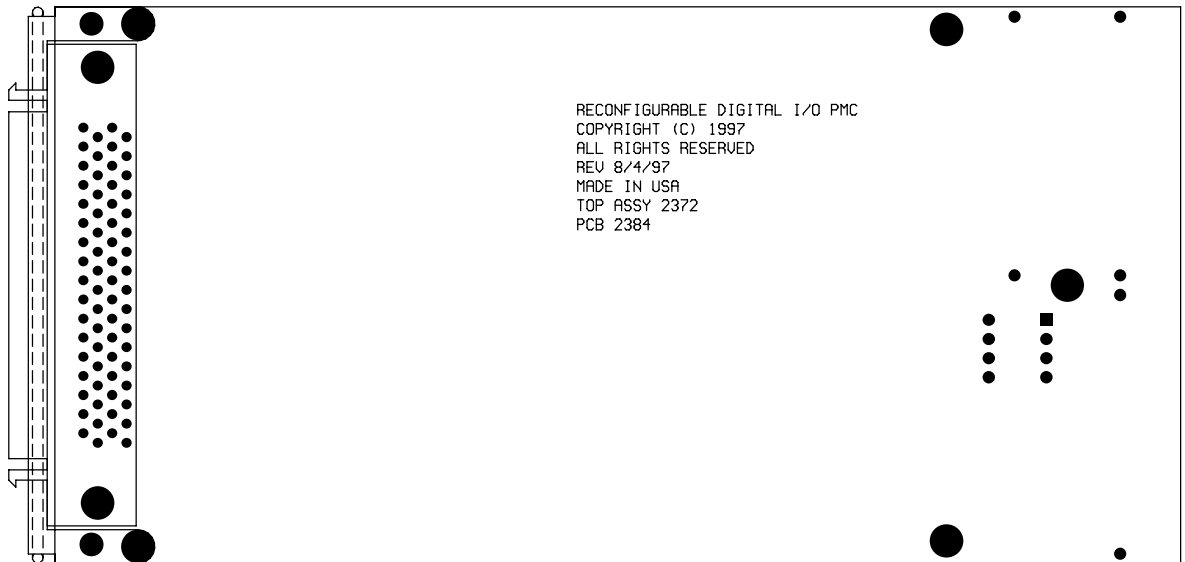 RECONFIGURABLE DIGITAL I/O PMC
COPYRIGHT (C) 1997
ALL RIGHTS RESERVED
REV 8/4/97
MADE IN USA
TOP ASSY 2372
PCB 2384